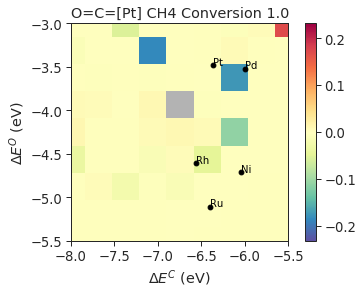 O=C=[Pt] CH4 Conversion 1.0
−3.0
−3.5
−4.0
−4.5
−5.0
−5.5
ΔE^O (eV)
Pt
Pd
Rh
Ni
Ru
−8.0 −7.5 −7.0 −6.5 −6.0 −5.5
ΔE^C (eV)
0.2
0.1
0.0
−0.1
−0.2